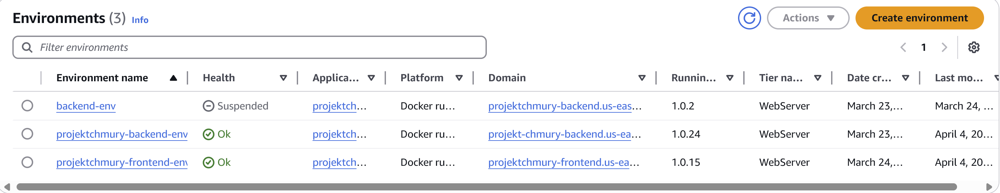 Environments (3) Info
Actions
Create environment
Filter environments
1
Environment name Health Applica... Platform Domain Runnin... Tier na... Date cr... Last mo...
backend-env Suspended projektch... Docker ru... projektchmury-backend.us-eas... 1.0.2 WebServer March 23,... March 24, ...
projektchmury-backend-env Ok projektch... Docker ru... projekt-chmury-backend.us-ea... 1.0.24 WebServer March 23,... April 4, 20...
projektchmury-frontend-env Ok projektch... Docker ru... projektchmury-frontend.us-ea... 1.0.15 WebServer March 24,... April 4, 20...